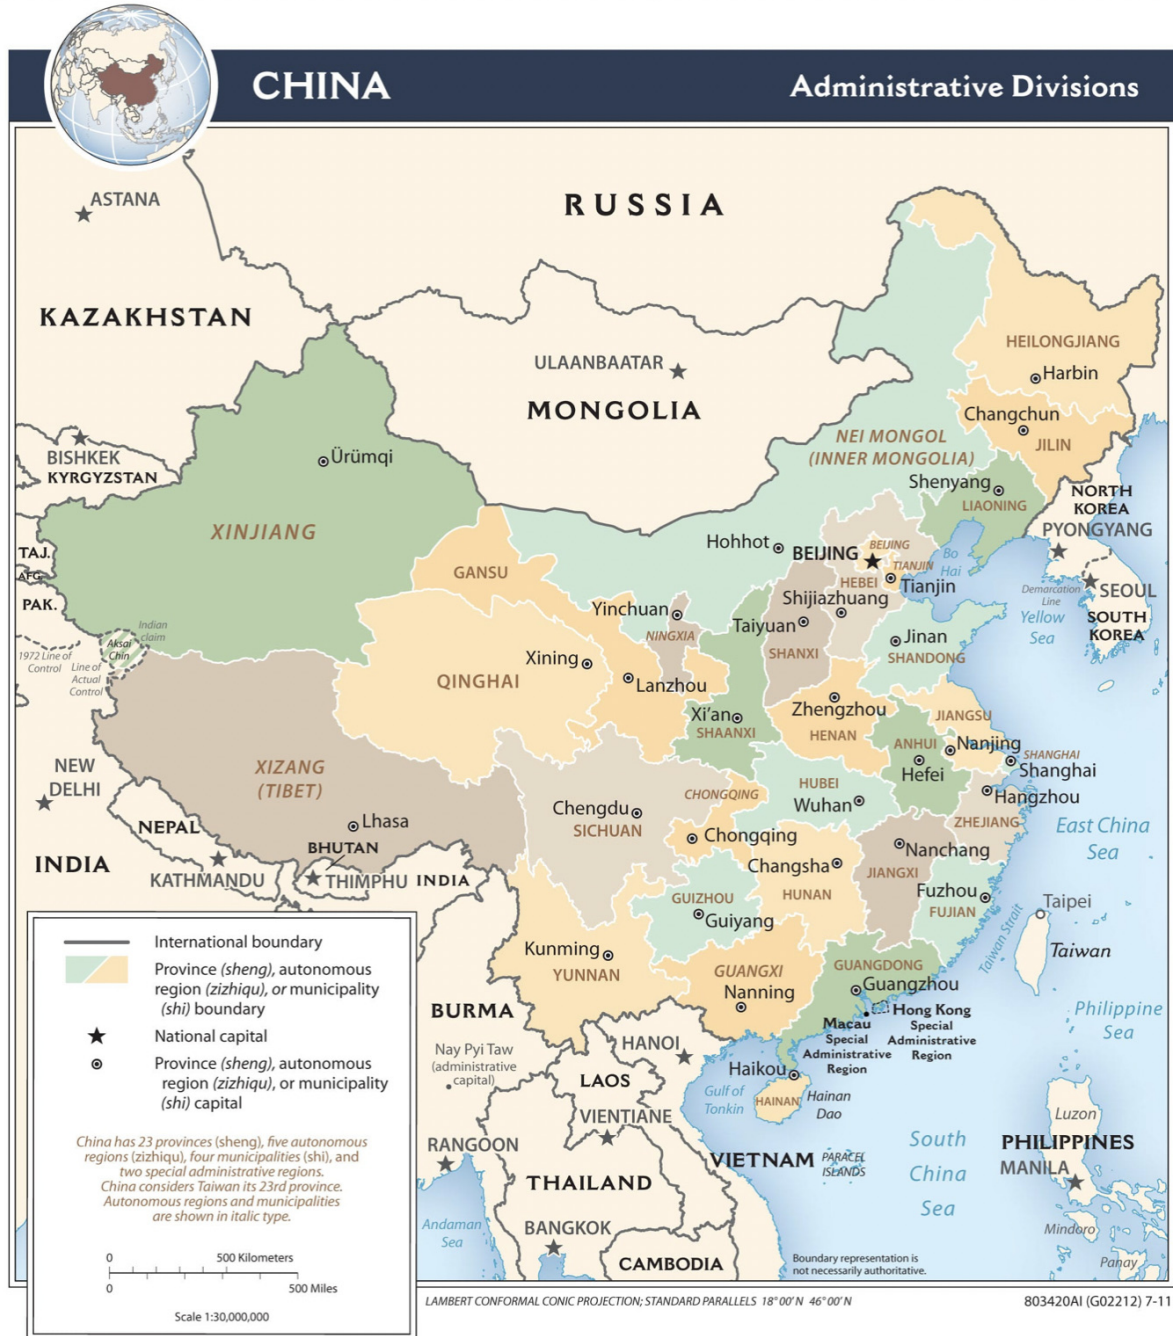 CHINA
Administrative Divisions
RUSSIA
ASTANA
KAZAKHSTAN
ULAANBAATAR
MONGOLIA
HEILONGJIANG
Harbin
Changchun
JILIN
NEI MONGOL
(INNER MONGOLIA)
Shenyang
LIAONING
BISHKEK
KYRGYZSTAN
Ürümqi
XINJIANG
NORTH
KOREA
PYONGYANG
Hohhot
BEIJING
BEIJING
TIANJIN
Tianjin
Bo
Hai
HEBEI
Shijiazhuang
TAJ.
AFG.
PAK.
GANSU
Yinchuan
NINGXIA
Taiyuan
SHANXI
Demarcation
Line
SEOUL
SOUTH
KOREA
Yellow
Sea
Jinan
SHANDONG
Indian
claim
Aksai
Chin
1972 Line of
Control
Line of
Actual
Control
QINGHAI
Xining
Lanzhou
Xi'an
SHAANXI
Zhengzhou
HENAN
JIANGSU
ANHUI
Nanjing
Hefei
SHANGHAI
Shanghai
Hangzhou
ZHEJIANG
NEW
DELHI
XIZANG
(TIBET)
Lhasa
Chengdu
SICHUAN
CHONGQING
Chongqing
HUBEI
Wuhan
East China
Sea
NEPAL
BHUTAN
INDIA
KATHMANDU
THIMPHU
INDIA
Changsha
HUNAN
Nanchang
JIANGXI
Fuzhou
FUJIAN
GUIZHOU
Guiyang
Taipei
Taiwan
Taiwan Strait
Kunming
YUNNAN
GUANGXI
Nanning
GUANGDONG
Guangzhou
Hong Kong
Special
Administrative
Region
Macau
Special
Administrative
Region
Philippine
Sea
BURMA
Nay Pyi Taw
(administrative
capital)
HANOI
LAOS
VIENTIANE
Haikou
Gulf of
Tonkin
HAINAN
Hainan
Dao
RANGOON
VIETNAM
PARACEL
ISLANDS
South
China
Sea
Luzon
PHILIPPINES
MANILA
THAILAND
BANGKOK
Andaman
Sea
CAMBODIA
Mindoro
Panay
Boundary representation is
not necessarily authoritative.
International boundary
Province (sheng), autonomous
region (zizhiqu), or municipality
(shi) boundary
National capital
Province (sheng), autonomous
region (zizhiqu), or municipality
(shi) capital
China has 23 provinces (sheng), five autonomous
regions (zizhiqu), four municipalities (shi), and
two special administrative regions.
China considers Taiwan its 23rd province.
Autonomous regions and municipalities
are shown in italic type.
0 500 Kilometers
0 500 Miles
Scale 1:30,000,000
LAMBERT CONFORMAL CONIC PROJECTION; STANDARD PARALLELS 18°00'N 46°00'N
803420AI (G02212) 7-11